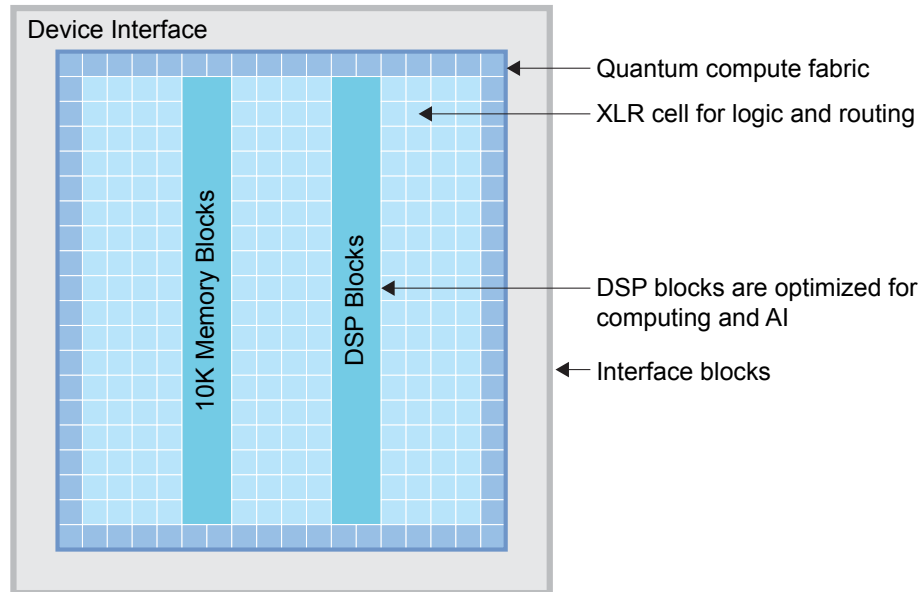 Device Interface
Quantum compute fabric
XLR cell for logic and routing
10K Memory Blocks
DSP Blocks
DSP blocks are optimized for
computing and AI
Interface blocks